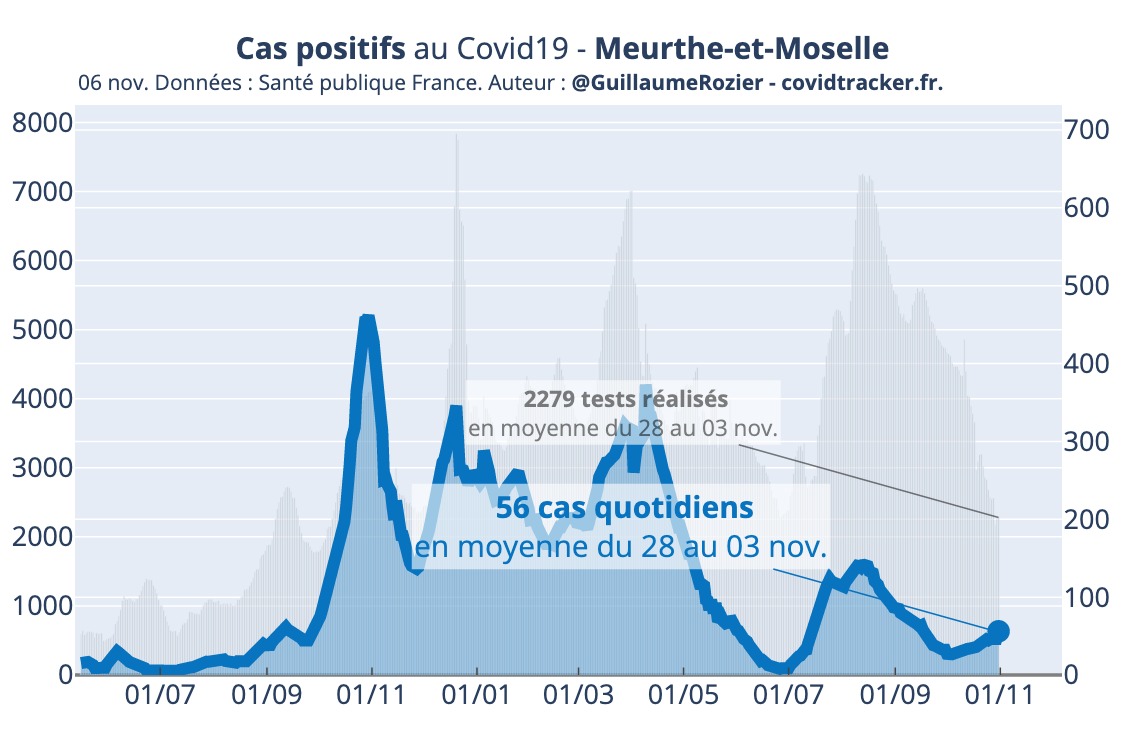 Cas positifs au Covid19 - Meurthe-et-Moselle
06 nov. Données : Santé publique France. Auteur : @GuillaumeRozier - covidtracker.fr.
8000
7000
6000
5000
4000
3000
2000
1000
0
700
600
500
400
300
200
100
0
2279 tests réalisés
en moyenne du 28 au 03 nov.
56 cas quotidiens
en moyenne du 28 au 03 nov.
01/07 01/09 01/11 01/01 01/03 01/05 01/07 01/09 01/11